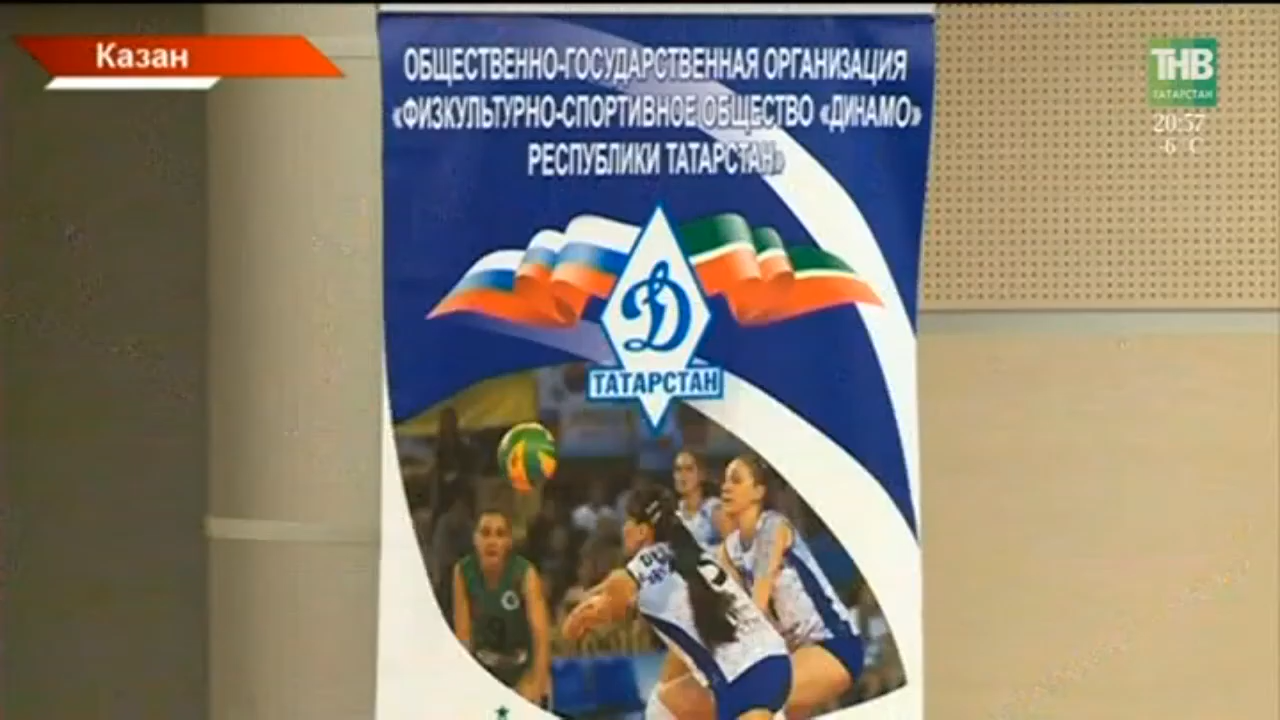 Казан
ТНВ
ТАТАРСТАН
20:57
-6 C
ОБЩЕСТВЕННО-ГОСУДАРСТВЕННАЯ ОРГАНИЗАЦИЯ
«ФИЗКУЛЬТУРНО-СПОРТИВНОЕ ОБЩЕСТВО «ДИНАМО»
РЕСПУБЛИКИ ТАТАРСТАН»
Д
ТАТАРСТАН